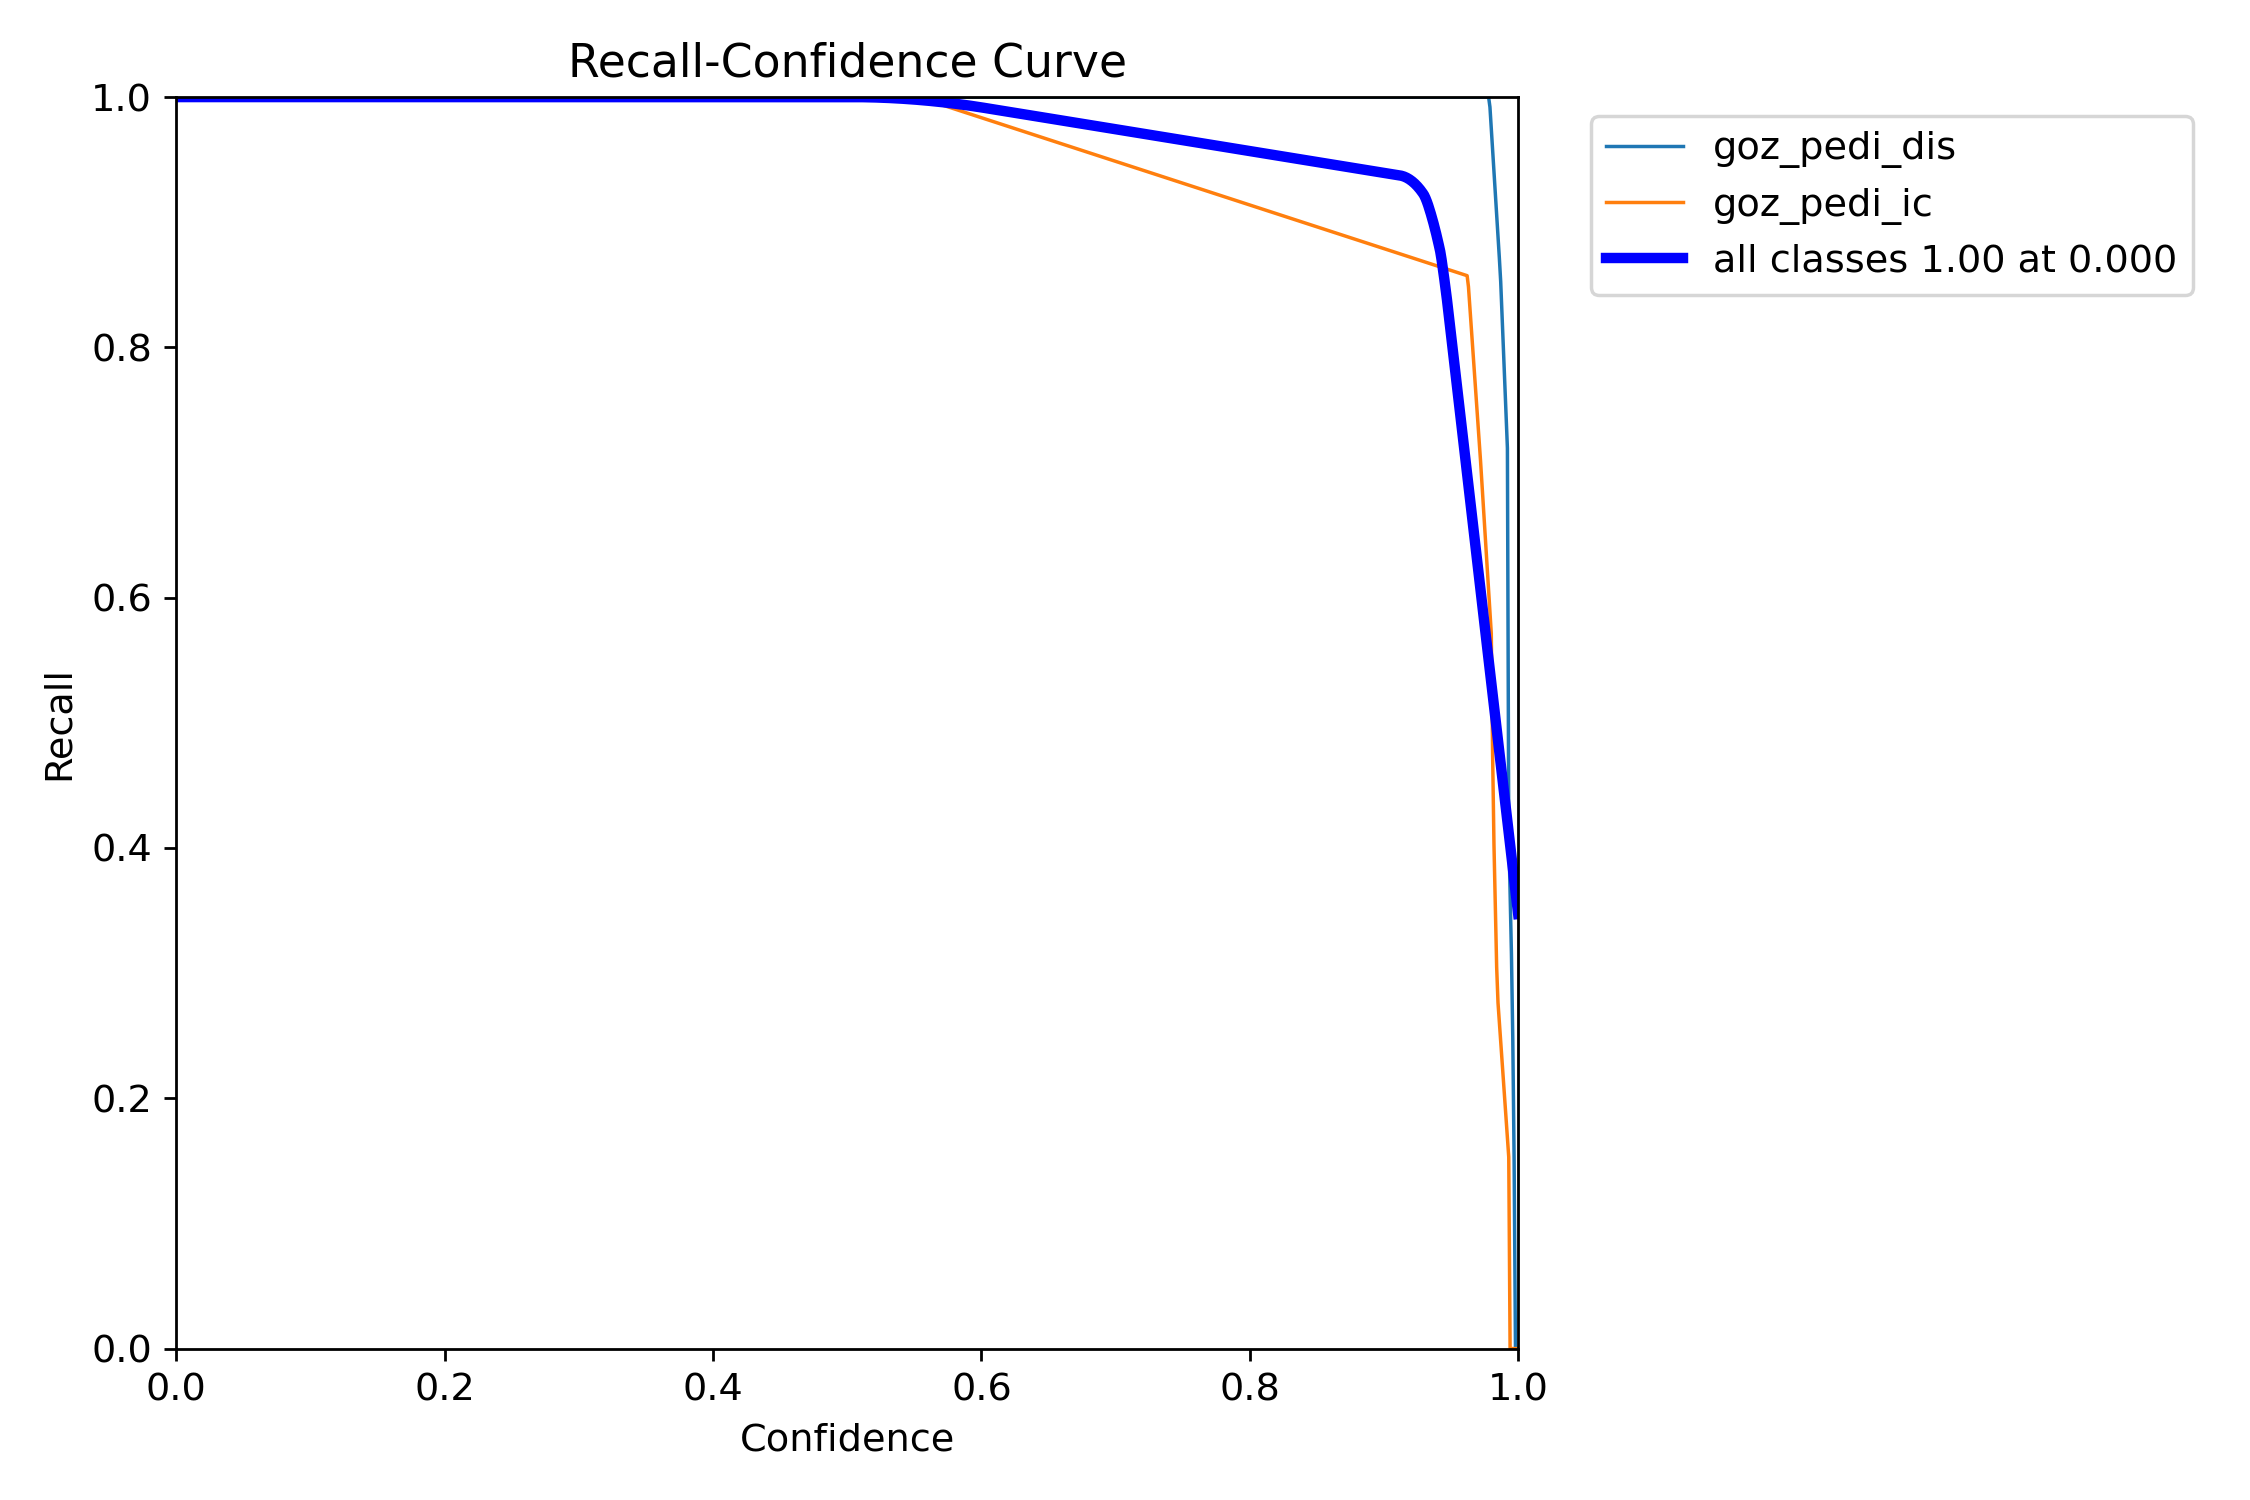 Recall-Confidence Curve
1.0
0.8
0.6
0.4
0.2
0.0
Recall
0.0 0.2 0.4 0.6 0.8 1.0
Confidence
goz_pedi_dis
goz_pedi_ic
all classes 1.00 at 0.000